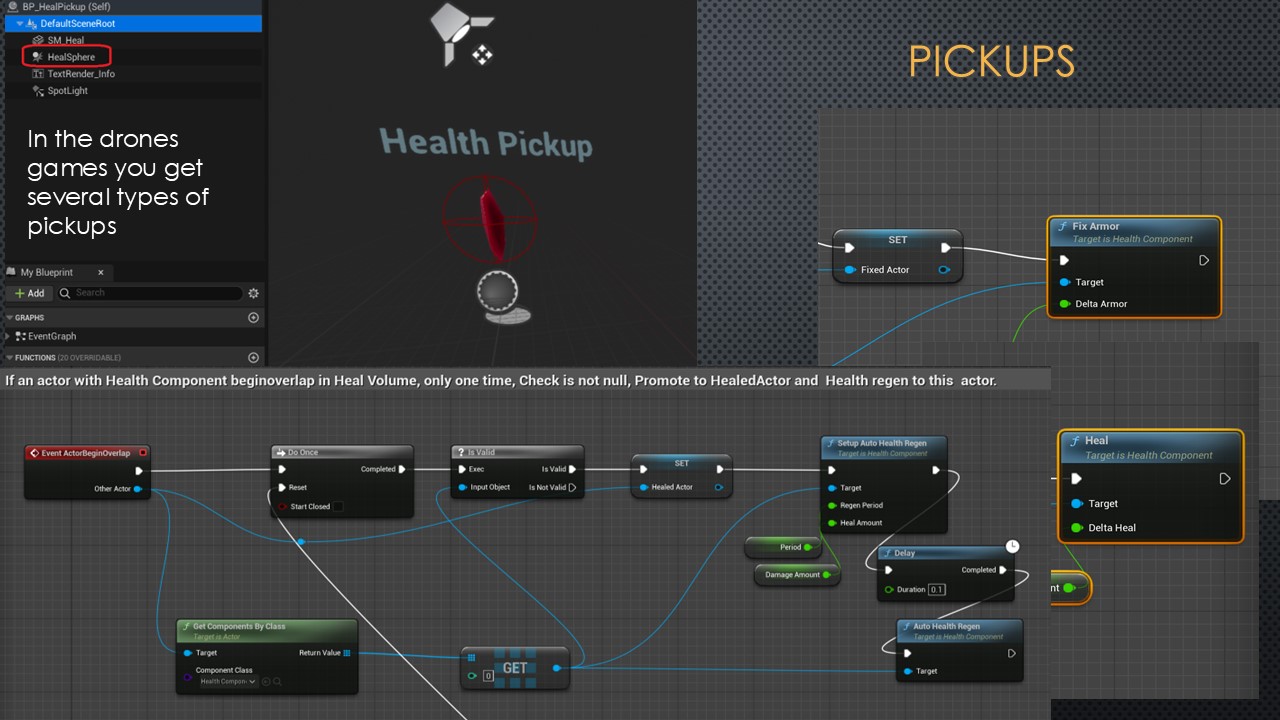 BP_HealPickup (Self)
DefaultSceneRoot
SM_Heal
HealSphere
TextRender_Info
SpotLight
In the drones
games you get
several types of
pickups
My Blueprint ×
+ Add Search
GRAPHS
EventGraph
FUNCTIONS (20 OVERRIDABLE)
Health Pickup
PICKUPS
SET
Fixed Actor
Fix Armor
Target is Health Component
Target
Delta Armor
If an actor with Health Component beginoverlap in Heal Volume, only one time, Check is not null, Promote to HealedActor and Health regen to this actor.
Event ActorBeginOverlap
Other Actor
Do Once
Completed
Reset
Start Closed
? Is Valid
Exec Is Valid
Input Object Is Not Valid
SET
Healed Actor
Setup Auto Health Regen
Target is Health Component
Target
Regen Period
Heal Amount
Period
Damage Amount
Delay
Completed
Duration 0.1
Auto Health Regen
Target is Health Component
Target
Get Components By Class
Target is Actor
Target Return Value
Component Class
Health Compon
0 GET
Heal
Target is Health Component
Target
Delta Heal
nt